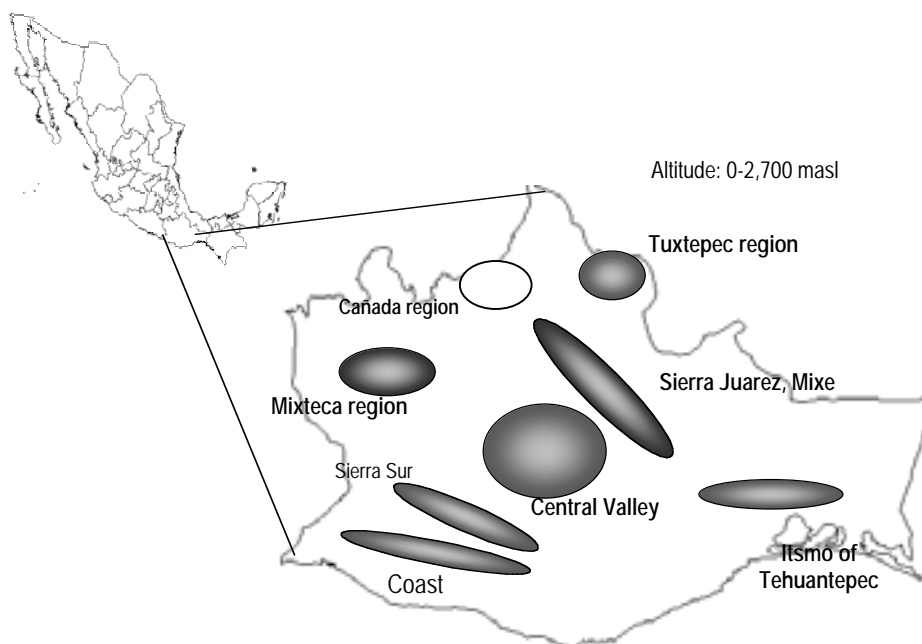 Altitude: 0-2,700 masl
Tuxtepec region
Cañada region
Sierra Juarez, Mixe
Mixteca region
Sierra Sur
Central Valley
Itsmo of
Tehuantepec
Coast